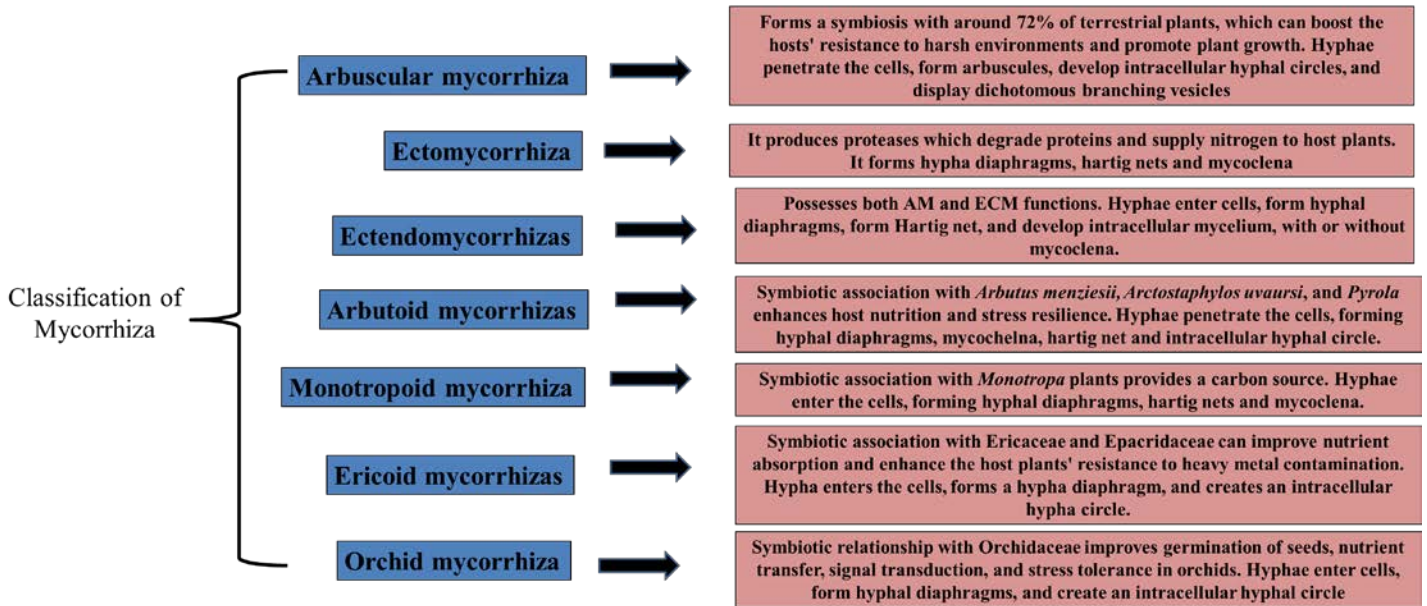 Classification of
Mycorrhiza
Arbuscular mycorrhiza
Forms a symbiosis with around 72% of terrestrial plants, which can boost the
hosts' resistance to harsh environments and promote plant growth. Hyphae
penetrate the cells, form arbuscules, develop intracellular hyphal circles, and
display dichotomous branching vesicles
Ectomycorrhiza
It produces proteases which degrade proteins and supply nitrogen to host plants.
It forms hypha diaphragms, hartig nets and mycoclena
Ectendomycorrhizas
Possesses both AM and ECM functions. Hyphae enter cells, form hyphal
diaphragms, form Hartig net, and develop intracellular mycelium, with or without
mycoclena.
Arbutoid mycorrhizas
Symbiotic association with Arbutus menziesii, Arctostaphylos uvaursi, and Pyrola
enhances host nutrition and stress resilience. Hyphae penetrate the cells, forming
hyphal diaphragms, mycochelna, hartig net and intracellular hyphal circle.
Monotropoid mycorrhiza
Symbiotic association with Monotropa plants provides a carbon source. Hyphae
enter the cells, forming hyphal diaphragms, hartig nets and mycoclena.
Ericoid mycorrhizas
Symbiotic association with Ericaceae and Epacridaceae can improve nutrient
absorption and enhance the host plants' resistance to heavy metal contamination.
Hypha enters the cells, forms a hypha diaphragm, and creates an intracellular
hypha circle.
Orchid mycorrhiza
Symbiotic relationship with Orchidaceae improves germination of seeds, nutrient
transfer, signal transduction, and stress tolerance in orchids. Hyphae enter cells,
form hyphal diaphragms, and create an intracellular hyphal circle